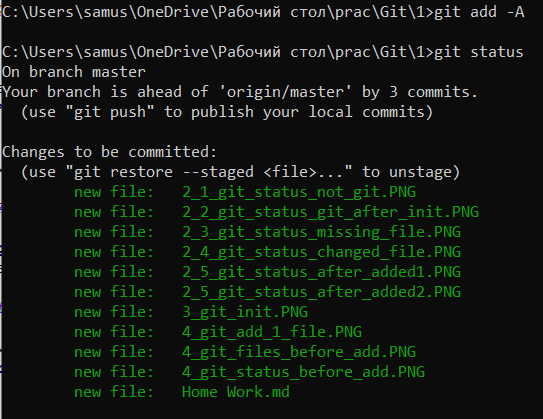 C:\Users\samus\OneDrive\Рабочий стол\prac\Git\1>git add -A
C:\Users\samus\OneDrive\Рабочий стол\prac\Git\1>git status
On branch master
Your branch is ahead of 'origin/master' by 3 commits.
(use "git push" to publish your local commits)
Changes to be committed:
(use "git restore --staged <file>..." to unstage)
new file: 2_1_git_status_not_git.PNG
new file: 2_2_git_status_git_after_init.PNG
new file: 2_3_git_status_missing_file.PNG
new file: 2_4_git_status_changed_file.PNG
new file: 2_5_git_status_after_added1.PNG
new file: 2_5_git_status_after_added2.PNG
new file: 3_git_init.PNG
new file: 4_git_add_1_file.PNG
new file: 4_git_files_before_add.PNG
new file: 4_git_status_before_add.PNG
new file: Home Work.md